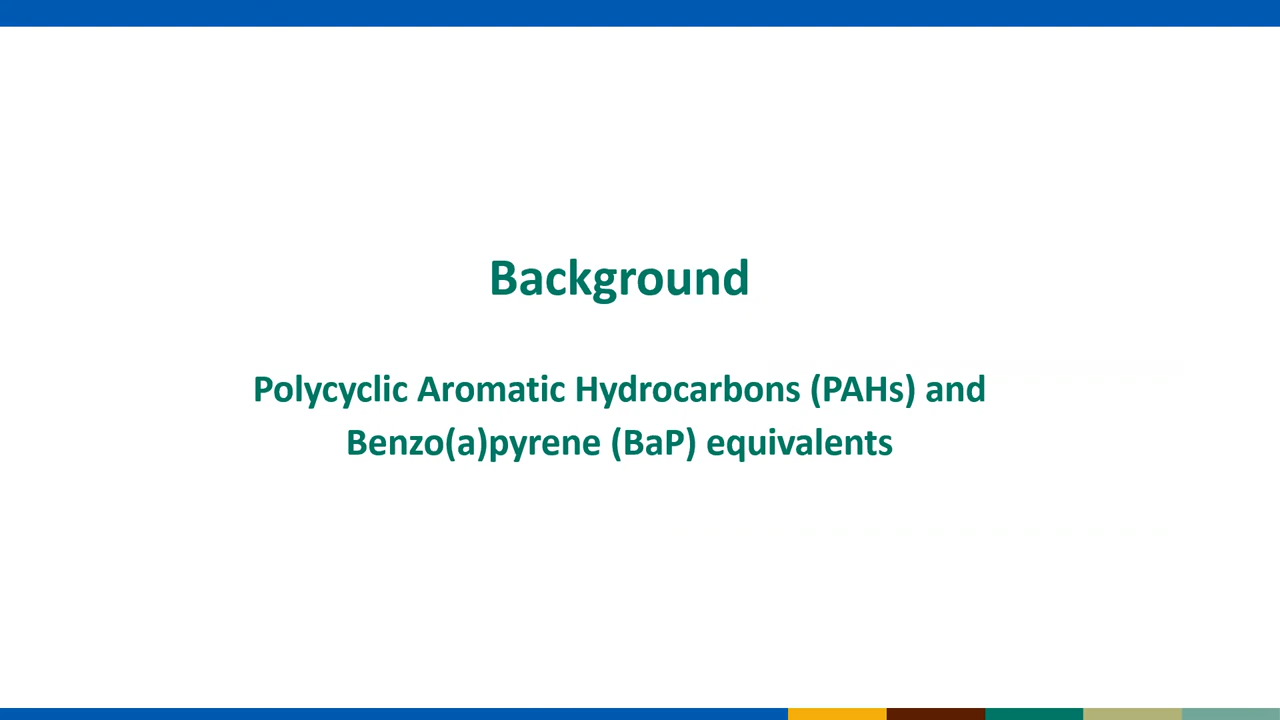 Background
Polycyclic Aromatic Hydrocarbons (PAHs) and
Benzo(a)pyrene (BaP) equivalents